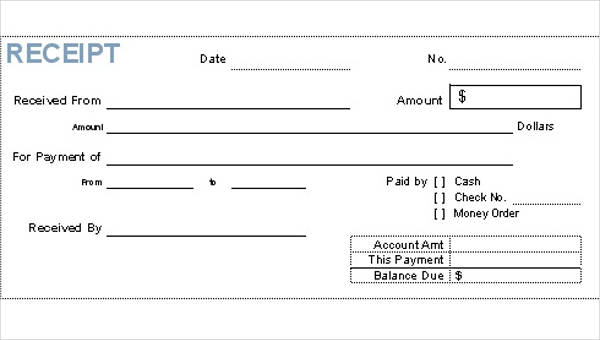 RECEIPT Date No.
Received From Amount $
Amount Dollars
For Payment of
From to Paid by [ ] Cash
[ ] Check No.
[ ] Money Order
Received By
Account Amt
This Payment
Balance Due $